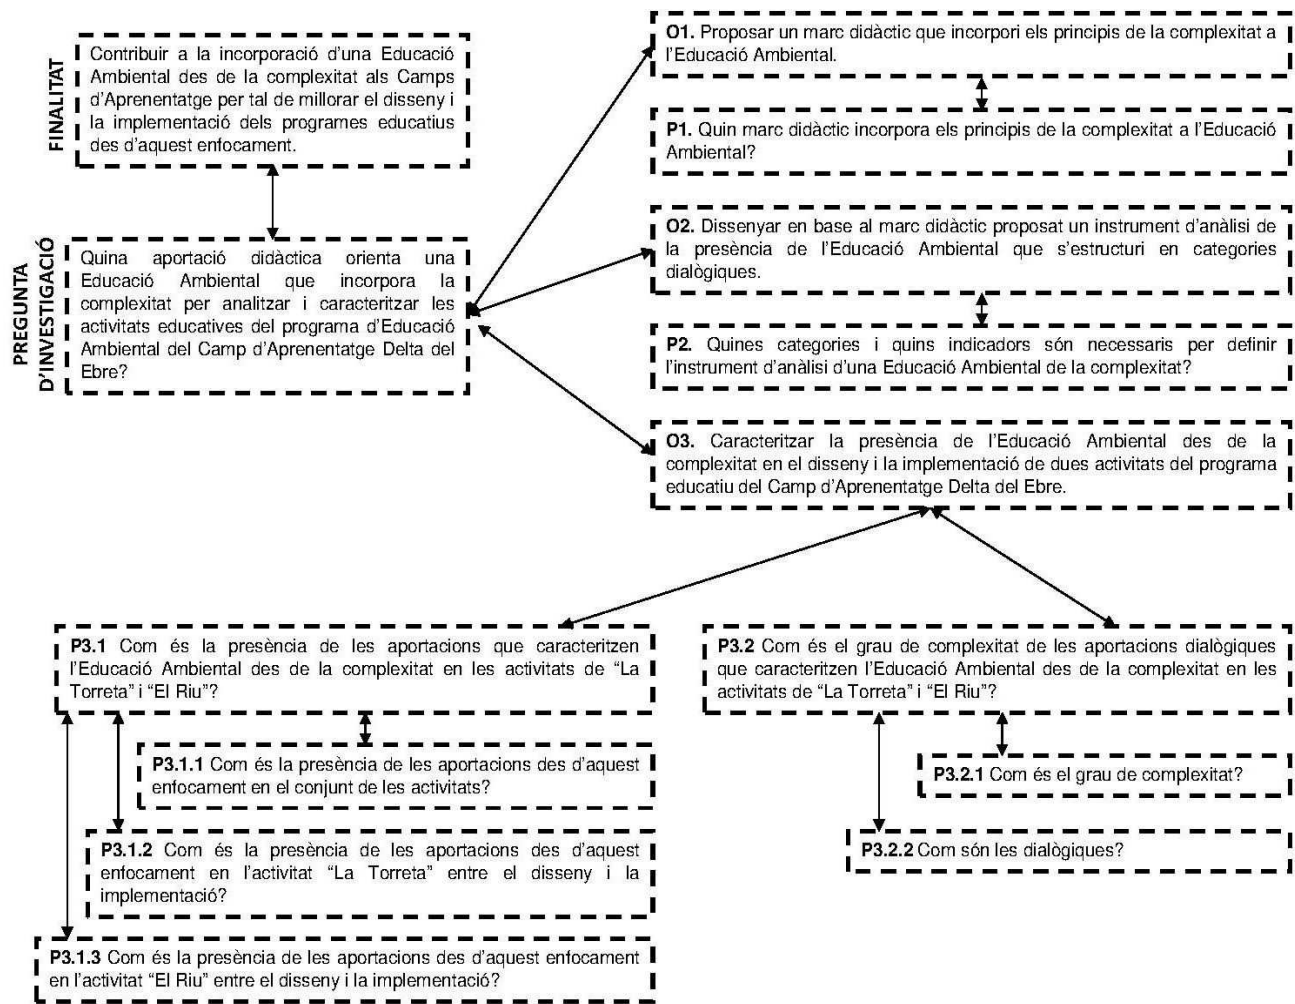 FINALITAT
Contribuir a la incorporació d’una Educació
Ambiental des de la complexitat als Camps
d’Aprenentatge per tal de millorar el disseny i
la implementació dels programes educatius
des d’aquest enfocament.
PREGUNTA
D’INVESTIGACIÓ
Quina aportació didàctica orienta una
Educació Ambiental que incorpora la
complexitat per analitzar i caracteritzar les
activitats educatives del programa d’Educació
Ambiental del Camp d’Aprenentatge Delta del
Ebre?
O1. Proposar un marc didàctic que incorpori els principis de la complexitat a
l’Educació Ambiental.
P1. Quin marc didàctic incorpora els principis de la complexitat a l’Educació
Ambiental?
O2. Dissenyar en base al marc didàctic proposat un instrument d’anàlisi de
la presència de l’Educació Ambiental que s’estructuri en categories
dialògiques.
P2. Quines categories i quins indicadors són necessaris per definir
l’instrument d’anàlisi d’una Educació Ambiental de la complexitat?
O3. Caracteritzar la presència de l’Educació Ambiental des de la
complexitat en el disseny i la implementació de dues activitats del programa
educatiu del Camp d’Aprenentatge Delta del Ebre.
P3.1 Com és la presència de les aportacions que caracteritzen
l’Educació Ambiental des de la complexitat en les activitats de “La
Torreta” i “El Riu”?
P3.1.1 Com és la presència de les aportacions des d’aquest
enfocament en el conjunt de les activitats?
P3.1.2 Com és la presència de les aportacions des d’aquest
enfocament en l’activitat “La Torreta” entre el disseny i la
implementació?
P3.1.3 Com és la presència de les aportacions des d’aquest enfocament
en l’activitat “El Riu” entre el disseny i la implementació?
P3.2 Com és el grau de complexitat de les aportacions dialògiques
que caracteritzen l’Educació Ambiental des de la complexitat en les
activitats de “La Torreta” i “El Riu”?
P3.2.1 Com és el grau de complexitat?
P3.2.2 Com són les dialògiques?